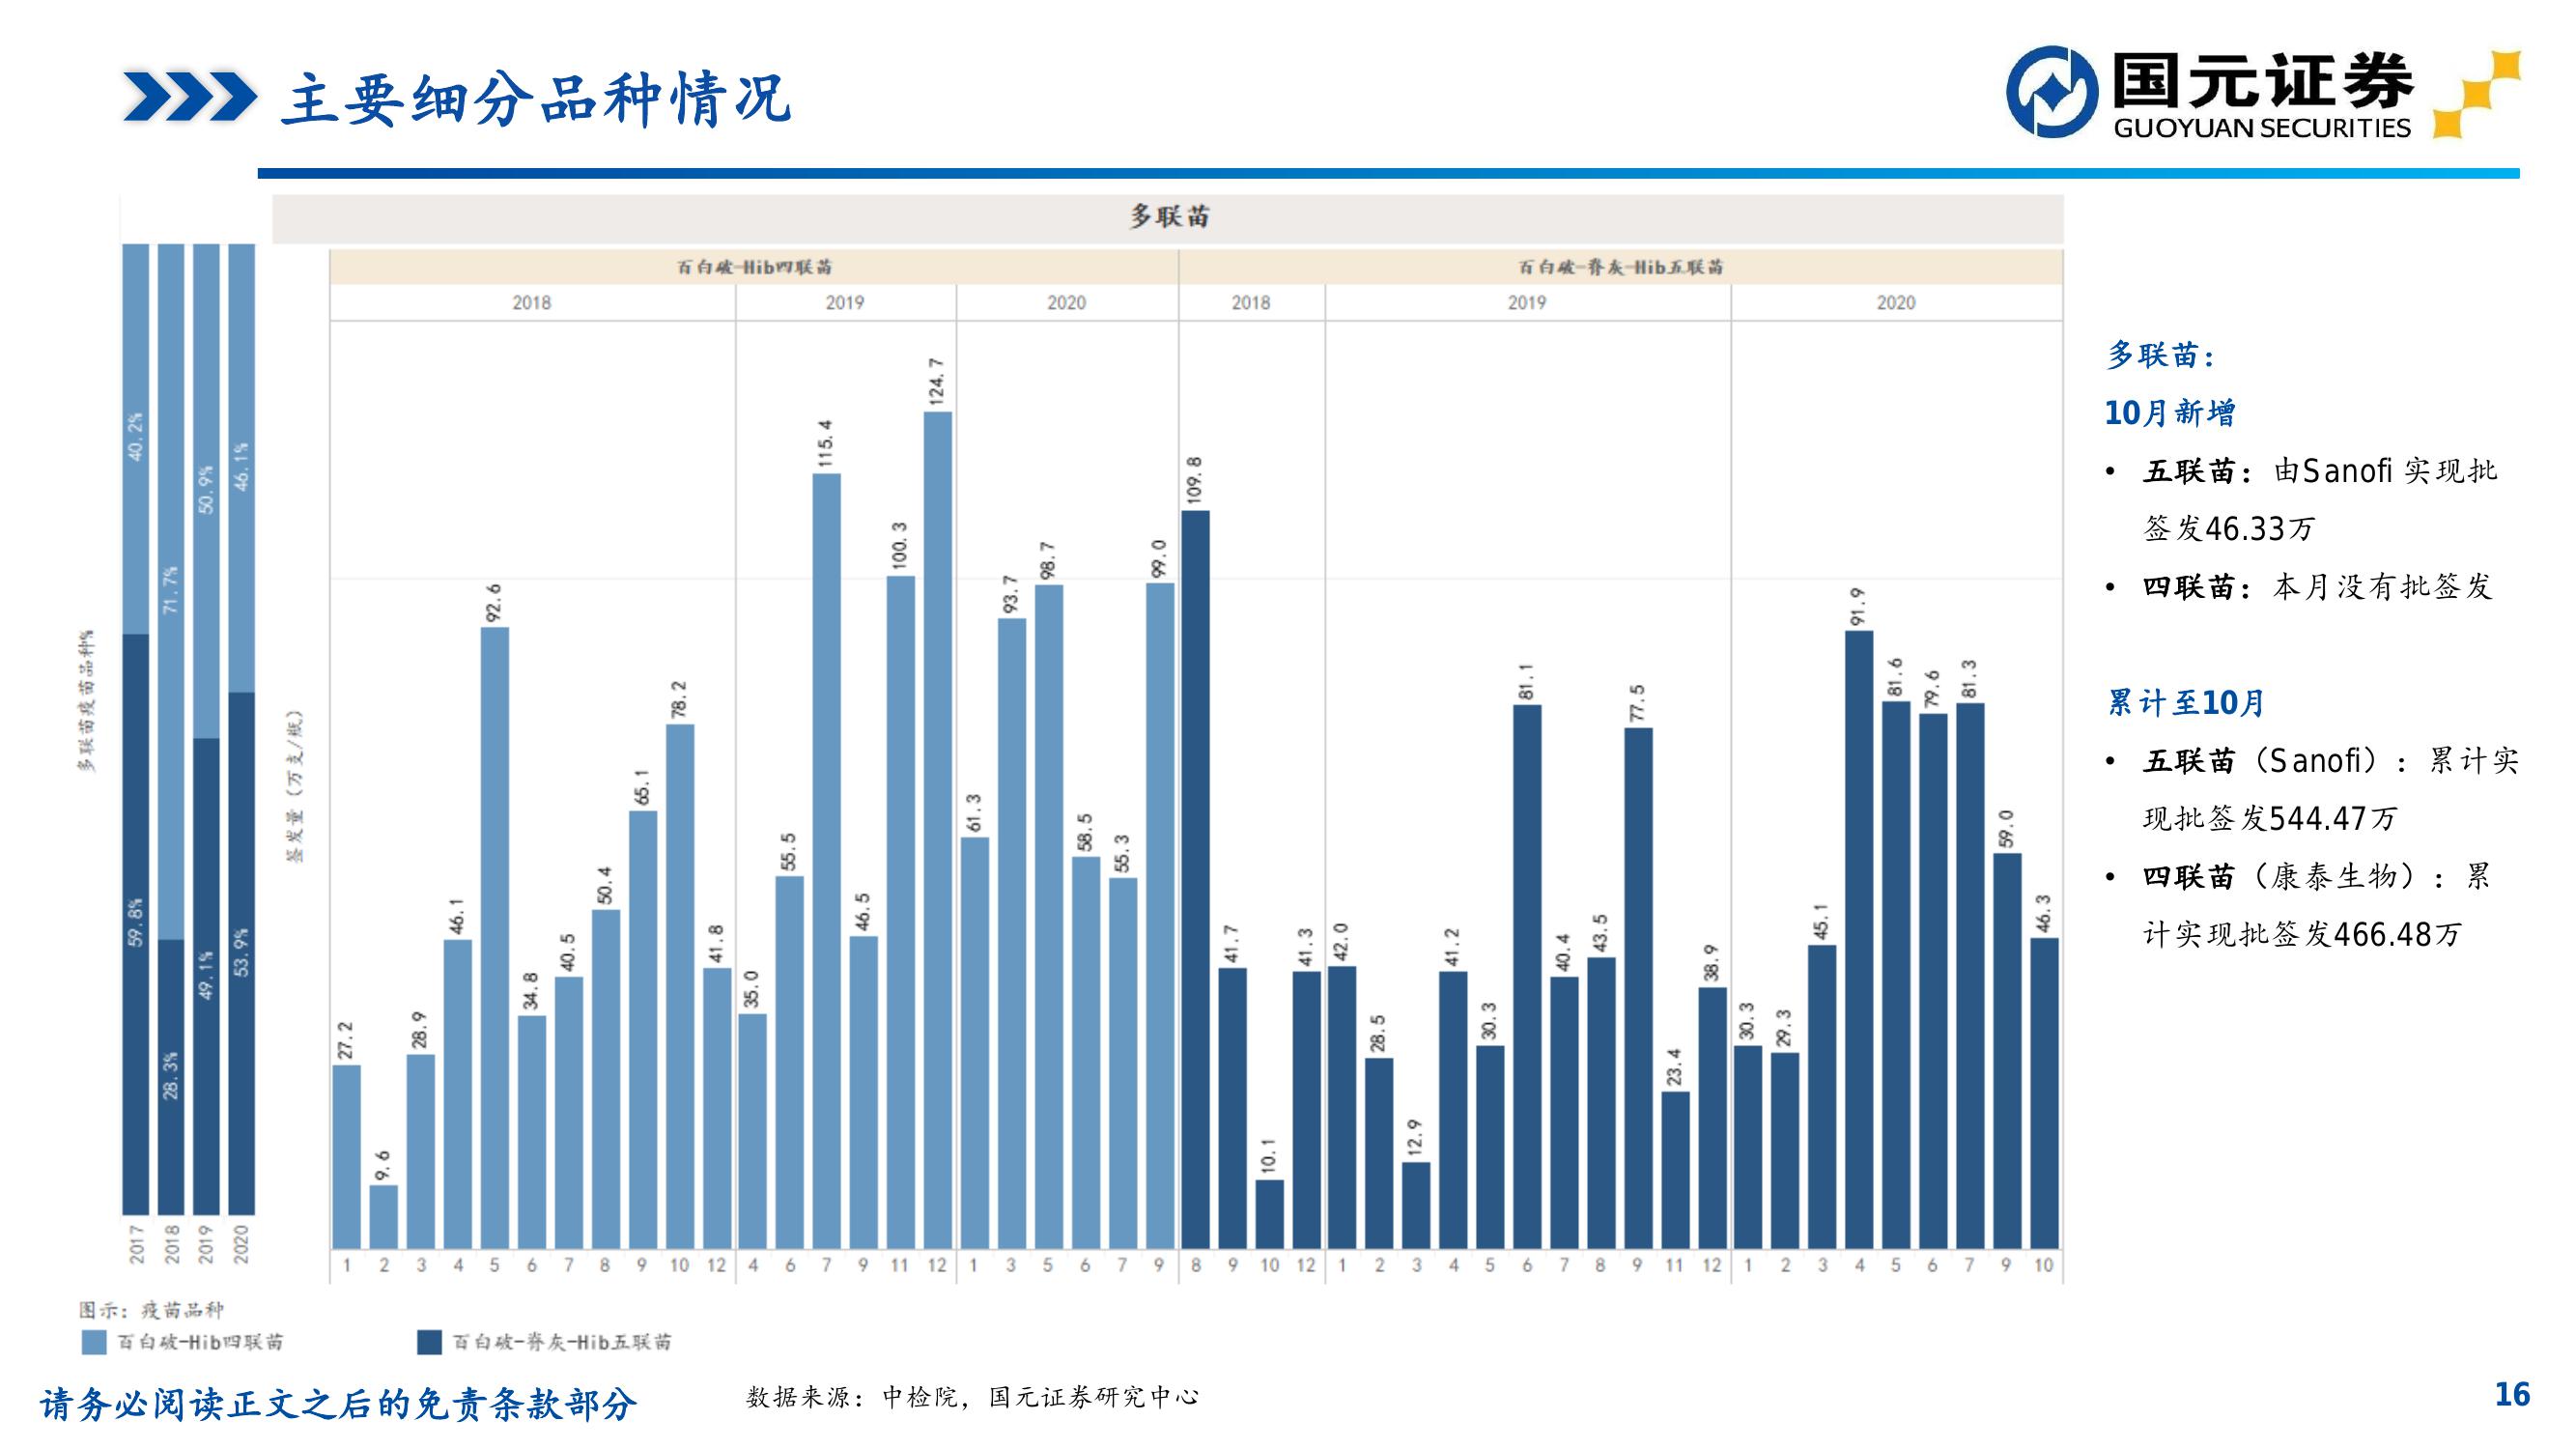 主要细分品种情况
国元证券
GUOYUAN SECURITIES
多联苗
百白破-Hib四联苗
百白破-脊灰-Hib五联苗
2018
2019
2020
2018
2019
2020
多联苗疫苗品种%
40.2%
59.8%
71.7%
28.3%
50.9%
49.1%
46.1%
53.9%
2017
2018
2019
2020
签发量（万支/瓶）
27.2
9.6
28.9
46.1
92.6
34.8
40.5
50.4
65.1
78.2
41.8
35.0
55.5
115.4
46.5
100.3
124.7
61.3
93.7
98.7
58.5
55.3
99.0
109.8
41.7
10.1
41.3
42.0
28.5
12.9
41.2
30.3
81.1
40.4
43.5
77.5
23.4
38.9
30.3
29.3
45.1
91.9
81.6
79.6
81.3
59.0
46.3
1 2 3 4 5 6 7 8 9 10 12 4 6 7 9 11 12 1 3 5 6 7 9 8 9 10 12 1 2 3 4 5 6 7 8 9 11 12 1 2 3 4 5 6 7 9 10
图示：疫苗品种
百白破-Hib四联苗
百白破-脊灰-Hib五联苗
多联苗：
10月新增
• 五联苗：由Sanofi 实现批
签发46.33万
• 四联苗：本月没有批签发
累计至10月
• 五联苗（Sanofi）：累计实
现批签发544.47万
• 四联苗（康泰生物）：累
计实现批签发466.48万
请务必阅读正文之后的免责条款部分
数据来源：中检院，国元证券研究中心
16